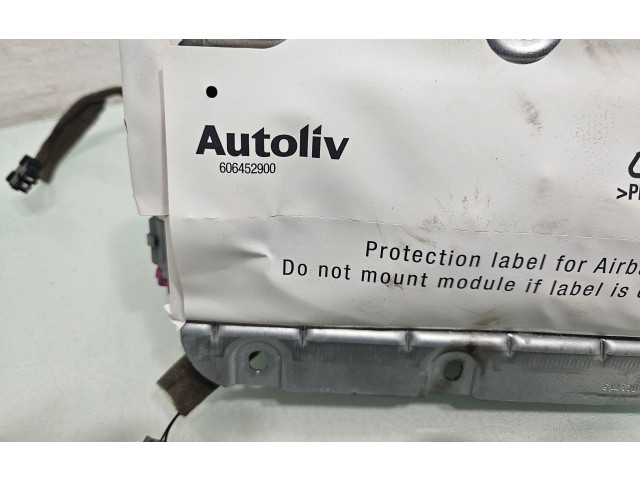 Autoliv
606452900
>P
Protection label for Airb
Do not mount module if label is